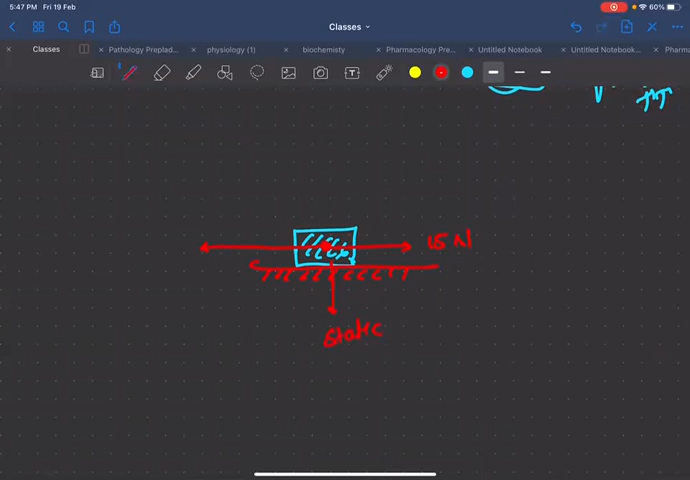 5:47 PM Fri 19 Feb
60%
Classes
Classes
Pathology Preplad...
physiology (1)
biochemisty
Pharmacology Pre...
Untitled Notebook
Untitled Notebook...
Pharma
T
15 N
Static